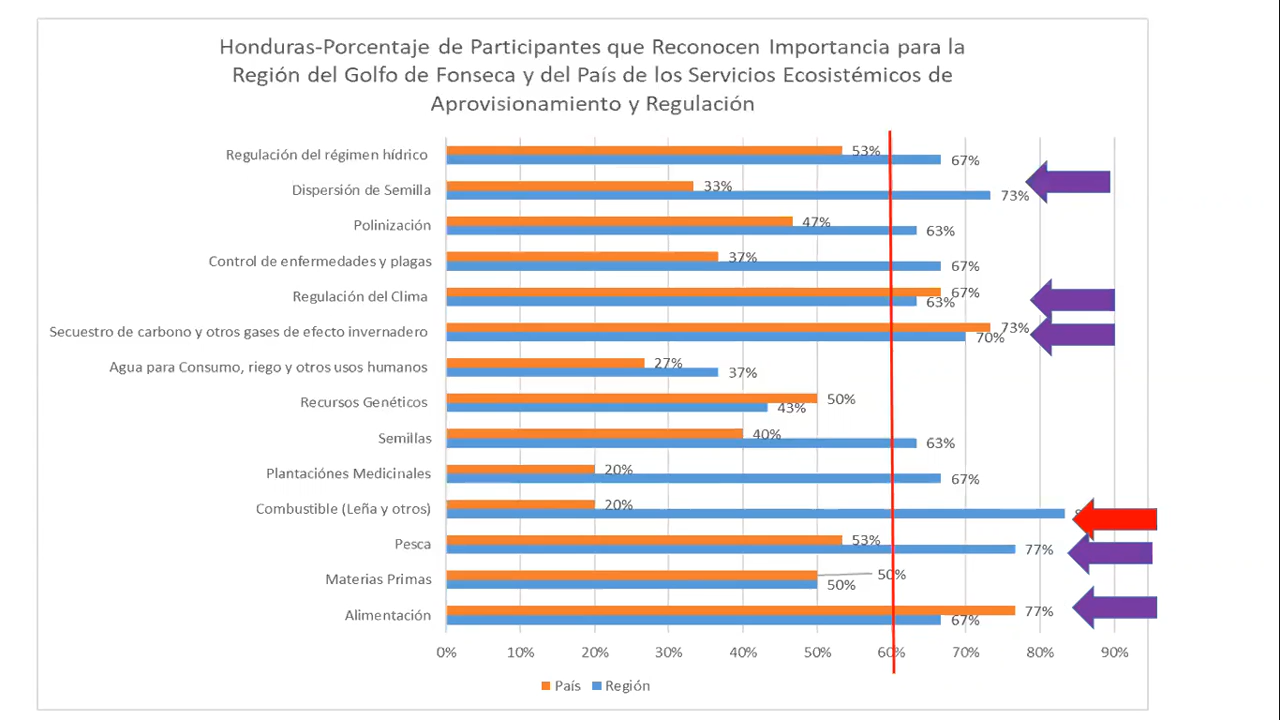 Honduras-Porcentaje de Participantes que Reconocen Importancia para la
Región del Golfo de Fonseca y del País de los Servicios Ecosistémicos de
Aprovisionamiento y Regulación
Regulación del régimen hídrico 53% 67%
Dispersión de Semilla 33% 73%
Polinización 47% 63%
Control de enfermedades y plagas 37% 67%
Regulación del Clima 67% 63%
Secuestro de carbono y otros gases de efecto invernadero 73% 70%
Agua para Consumo, riego y otros usos humanos 27% 37%
Recursos Genéticos 50% 43%
Semillas 40% 63%
Plantaciónes Medicinales 20% 67%
Combustible (Leña y otros) 20%
Pesca 53% 77%
Materias Primas 50% 50%
Alimentación 77% 67%
0% 10% 20% 30% 40% 50% 60% 70% 80% 90%
País Región